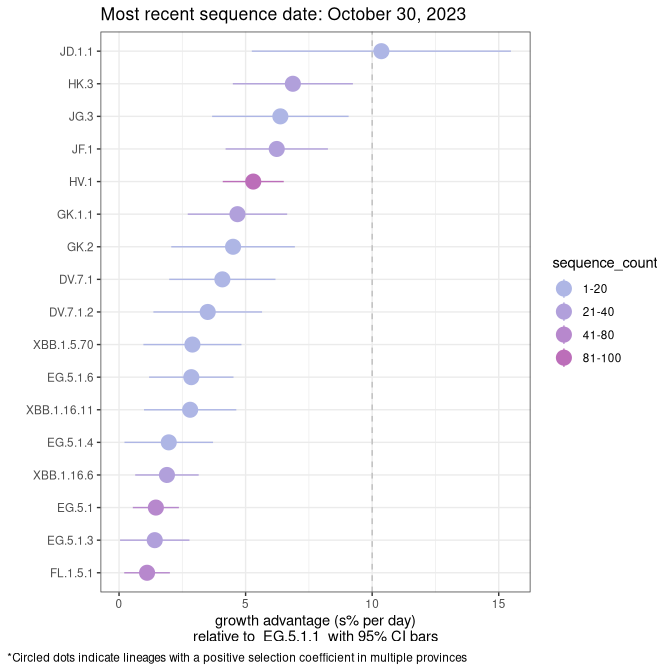 Most recent sequence date: October 30, 2023
JD.1.1
HK.3
JG.3
JF.1
HV.1
GK.1.1
GK.2
DV.7.1
DV.7.1.2
XBB.1.5.70
EG.5.1.6
XBB.1.16.11
EG.5.1.4
XBB.1.16.6
EG.5.1
EG.5.1.3
FL.1.5.1
0 5 10 15
growth advantage (s% per day)
relative to EG.5.1.1 with 95% CI bars
sequence_count
1-20
21-40
41-80
81-100
*Circled dots indicate lineages with a positive selection coefficient in multiple provinces